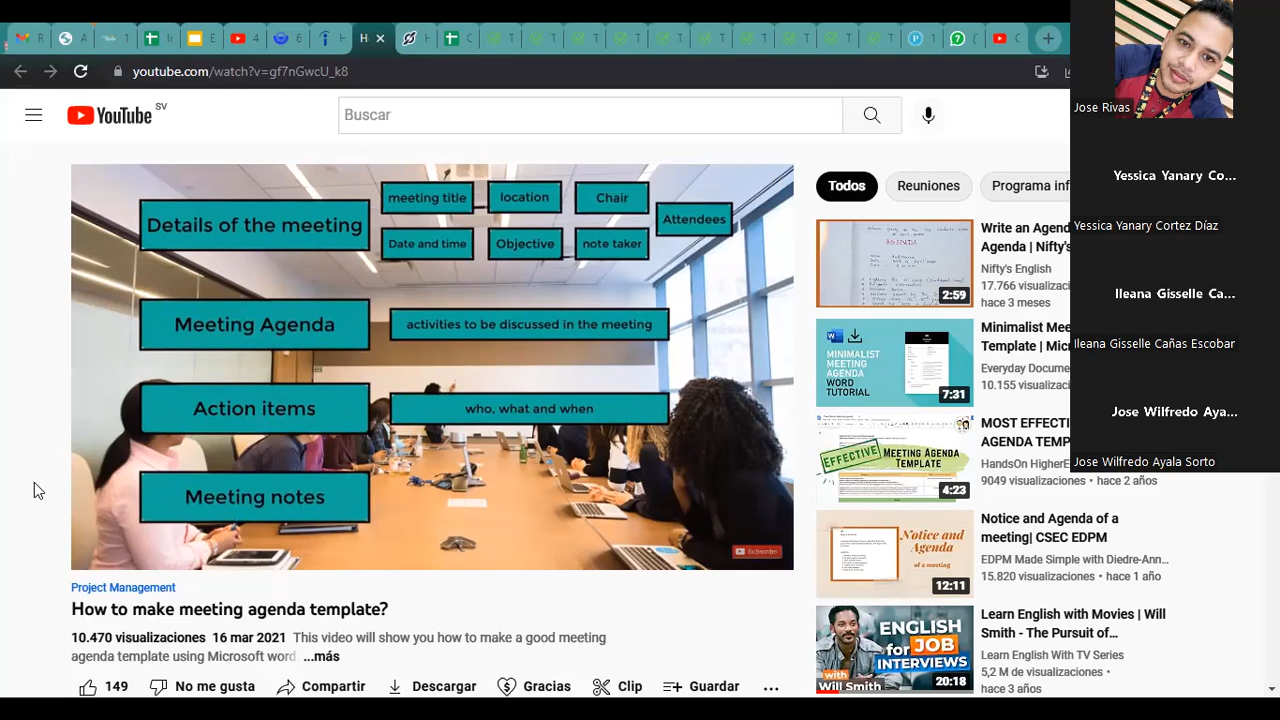 youtube.com/watch?v=gf7nGwcU_k8
YouTube SV
Buscar
Details of the meeting
meeting title
location
Chair
Attendees
Date and time
Objective
note taker
Meeting Agenda
activities to be discussed in the meeting
Action items
who, what and when
Meeting notes
Subscribe
Project Management
How to make meeting agenda template?
10.470 visualizaciones 16 mar 2021 This video will show you how to make a good meeting
agenda template using Microsoft word. ...más
149 No me gusta Compartir Descargar Gracias Clip Guardar
Todos Reuniones Programa inf
AGENDA
2:59
Write an Agend
Agenda | Nifty's
Nifty's English
17.766 visualizaci
hace 3 meses
MINIMALIST
MEETING
AGENDA
WORD
TUTORIAL
7:31
Minimalist Mee
Template | Micr
Everyday Docume
10.155 visualizaci
EFFECTIVE
MEETING AGENDA
TEMPLATE
4:23
MOST EFFECTI
AGENDA TEMP
HandsOn HigherE
9049 visualizaciones • hace 2 años
Notice and
Agenda
of a meeting
12:11
Notice and Agenda of a
meeting| CSEC EDPM
EDPM Made Simple with Diedre-Ann...
15.820 visualizaciones • hace 1 año
ENGLISH
for JOB
INTERVIEWS
with
Will Smith
20:18
Learn English with Movies | Will
Smith - The Pursuit of...
Learn English With TV Series
5,2 M de visualizaciones •
hace 3 años
Jose Rivas
Yessica Yanary Co...
Yessica Yanary Cortez Díaz
Ileana Gisselle Ca...
Ileana Gisselle Cañas Escobar
Jose Wilfredo Aya...
Jose Wilfredo Ayala Sorto